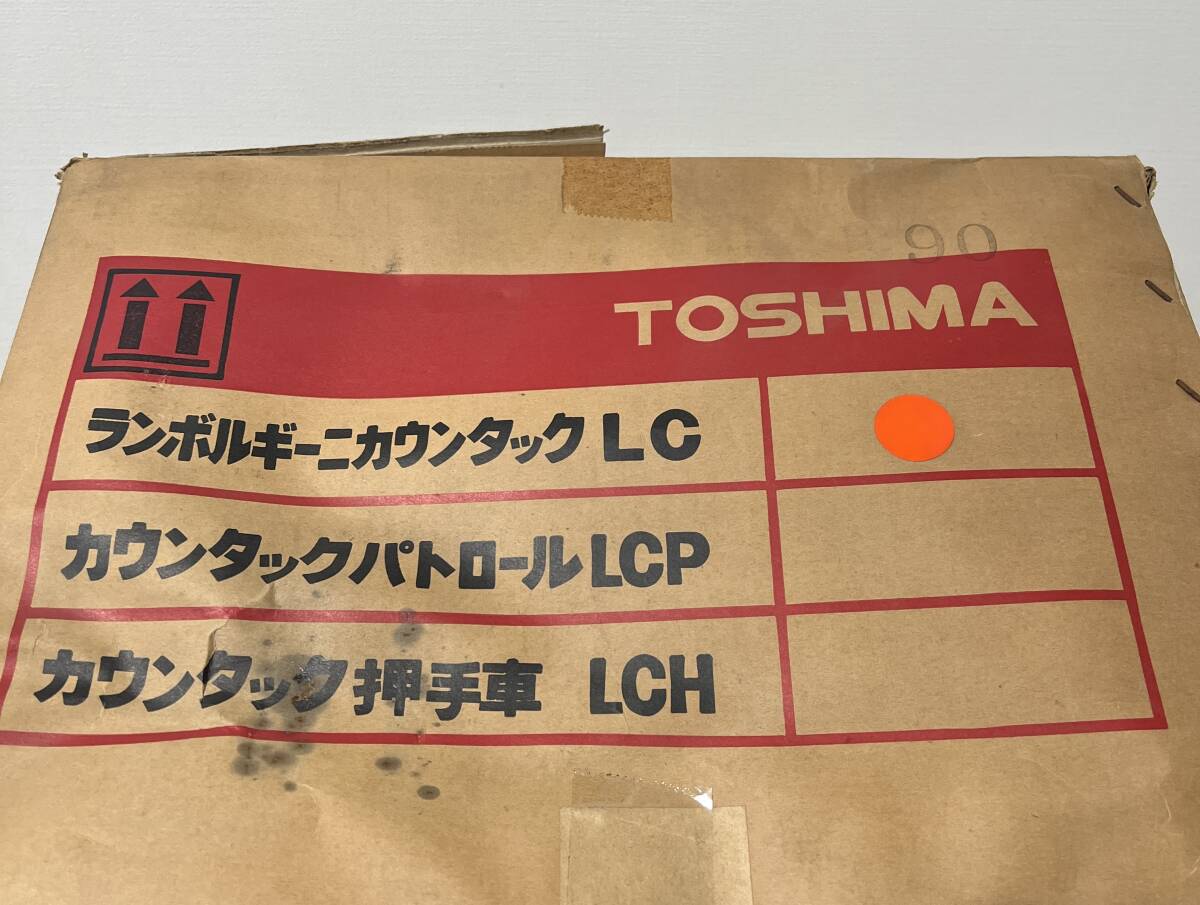 90
TOSHIMA
ランボルギーニカウンタック LC
カウンタックパトロール LCP
カウンタック押手車 LCH